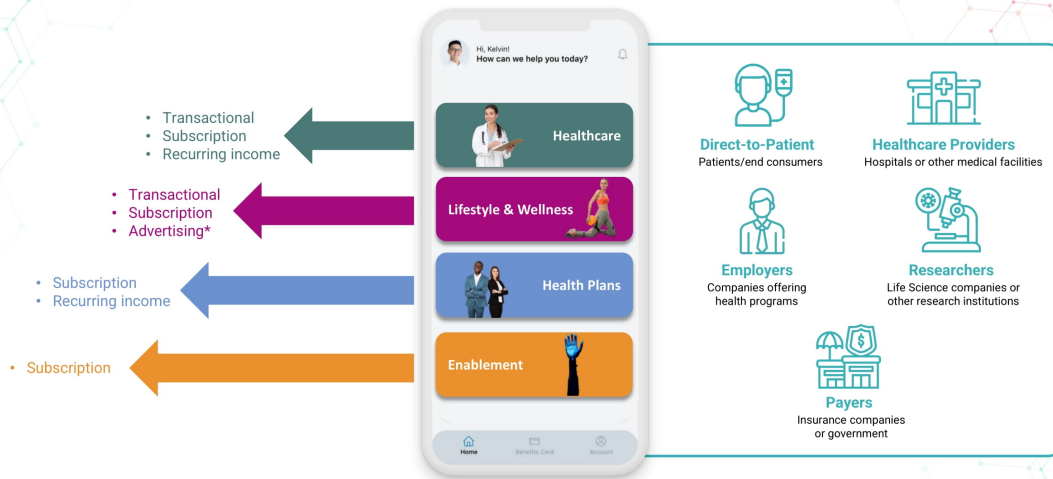 Hi, Kelvin!
How can we help you today?
• Transactional
• Subscription
• Recurring income
Healthcare
• Transactional
• Subscription
• Advertising*
Lifestyle & Wellness
• Subscription
• Recurring income
Health Plans
• Subscription
Enablement
Home
Benefits Card
Account
Direct-to-Patient
Patients/end consumers
Healthcare Providers
Hospitals or other medical facilities
Employers
Companies offering
health programs
Researchers
Life Science companies or
other research institutions
$
Payers
Insurance companies
or government